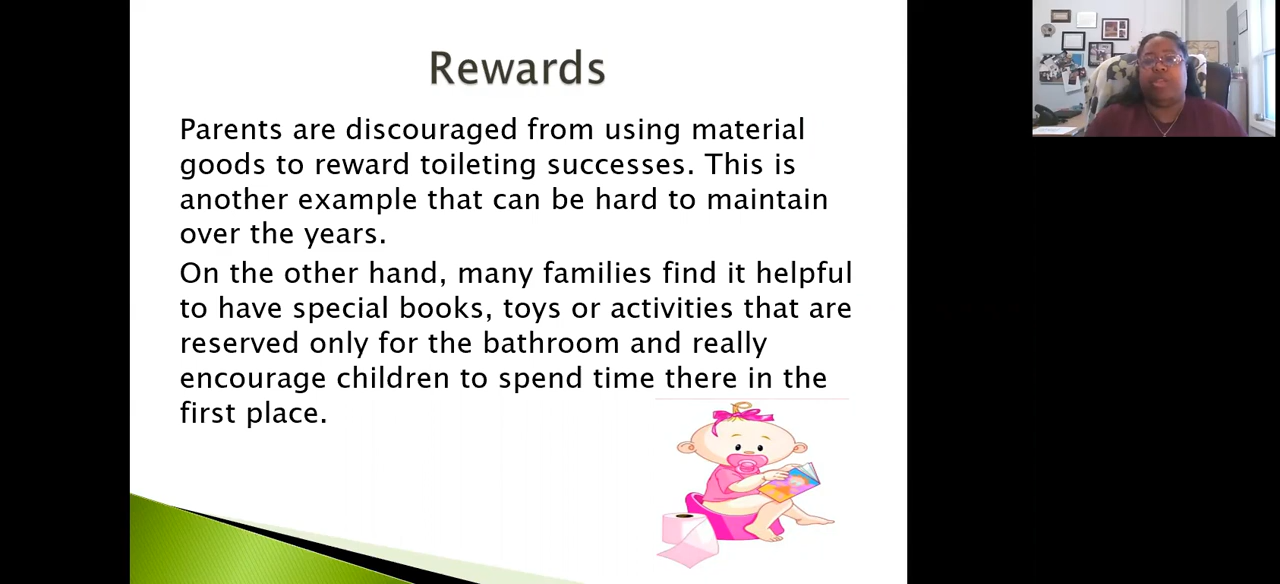 Rewards
Parents are discouraged from using material
goods to reward toileting successes. This is
another example that can be hard to maintain
over the years.
On the other hand, many families find it helpful
to have special books, toys or activities that are
reserved only for the bathroom and really
encourage children to spend time there in the
first place.